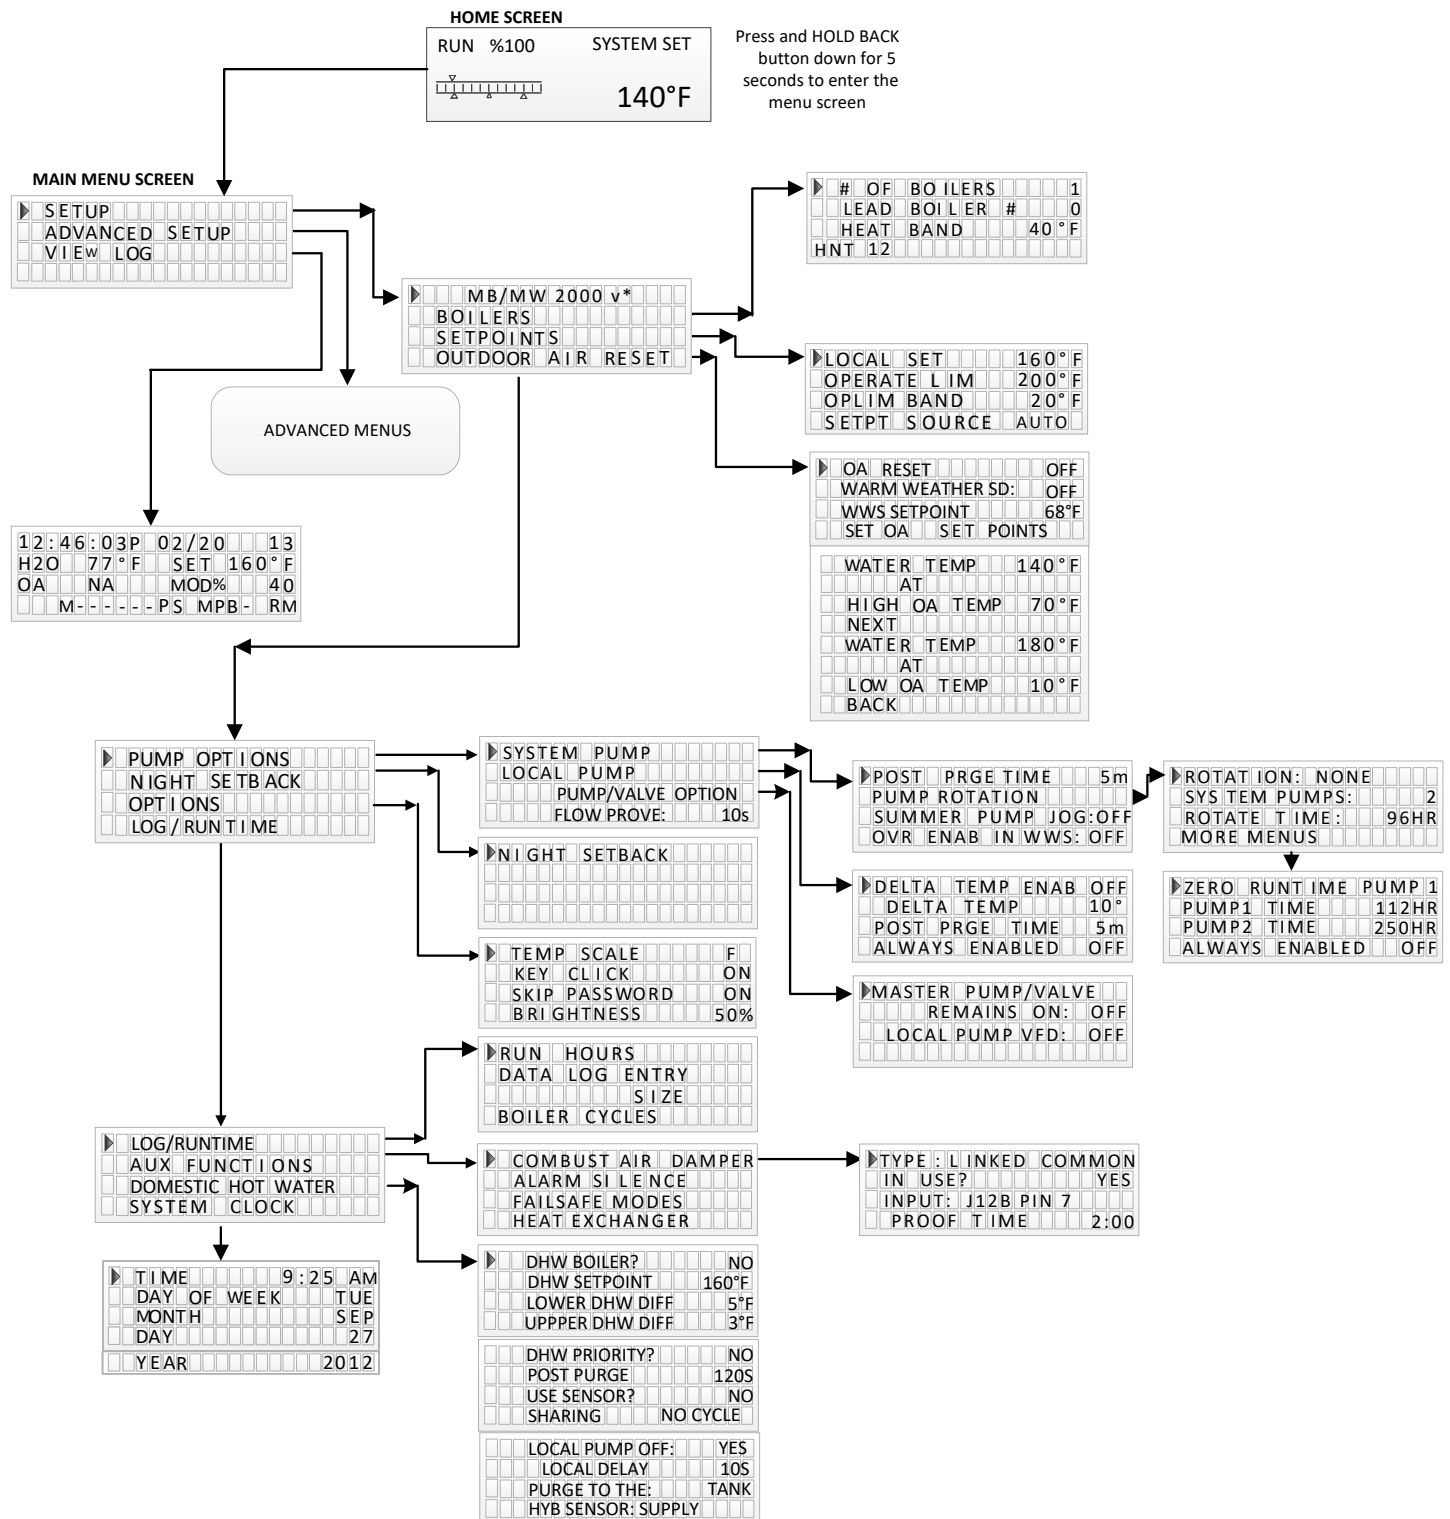 HOME SCREEN
RUN %100 SYSTEM SET
140°F
Press and HOLD BACK
button down for 5
seconds to enter the
menu screen
MAIN MENU SCREEN
SETUP
ADVANCED SETUP
VIEW LOG
# OF BOILERS 1
LEAD BOILER # 0
HEAT BAND 40°F
HNT 12
MB/MW 2000 v*
BOILERS
SETPOINTS
OUTDOOR AIR RESET
LOCAL SET 160°F
OPERATE LIM 200°F
OPLIM BAND 20°F
SETPT SOURCE AUTO
ADVANCED MENUS
OA RESET OFF
WARM WEATHER SD: OFF
WWS SETPOINT 68°F
SET OA SET POINTS
12:46:03P 02/20 13
H2O 77°F SET 160°F
OA NA MOD% 40
M------PS MPB- RM
WATER TEMP 140°F
AT
HIGH OA TEMP 70°F
NEXT
WATER TEMP 180°F
AT
LOW OA TEMP 10°F
BACK
PUMP OPTIONS
NIGHT SETBACK
OPTIONS
LOG/RUNTIME
SYSTEM PUMP
LOCAL PUMP
PUMP/VALVE OPTION
FLOW PROVE: 10s
POST PRGE TIME 5m
PUMP ROTATION
SUMMER PUMP JOG:OFF
OVR ENAB IN WWS: OFF
ROTATION: NONE
SYSTEM PUMPS: 2
ROTATE TIME: 96HR
MORE MENUS
NIGHT SETBACK
DELTA TEMP ENAB OFF
DELTA TEMP 10°
POST PRGE TIME 5m
ALWAYS ENABLED OFF
ZERO RUNTIME PUMP 1
PUMP1 TIME 112HR
PUMP2 TIME 250HR
ALWAYS ENABLED OFF
TEMP SCALE F
KEY CLICK ON
SKIP PASSWORD ON
BRIGHTNESS 50%
MASTER PUMP/VALVE
REMAINS ON: OFF
LOCAL PUMP VFD: OFF
RUN HOURS
DATA LOG ENTRY
SIZE
BOILER CYCLES
LOG/RUNTIME
AUX FUNCTIONS
DOMESTIC HOT WATER
SYSTEM CLOCK
COMBUST AIR DAMPER
ALARM SILENCE
FAILSAFE MODES
HEAT EXCHANGER
TYPE:LINKED COMMON
IN USE? YES
INPUT: J12B PIN 7
PROOF TIME 2:00
TIME 9:25 AM
DAY OF WEEK TUE
MONTH SEP
DAY 27
YEAR 2012
DHW BOILER? NO
DHW SETPOINT 160°F
LOWER DHW DIFF 5°F
UPPPER DHW DIFF 3°F
DHW PRIORITY? NO
POST PURGE 120S
USE SENSOR? NO
SHARING NO CYCLE
LOCAL PUMP OFF: YES
LOCAL DELAY 10S
PURGE TO THE: TANK
HYB SENSOR: SUPPLY